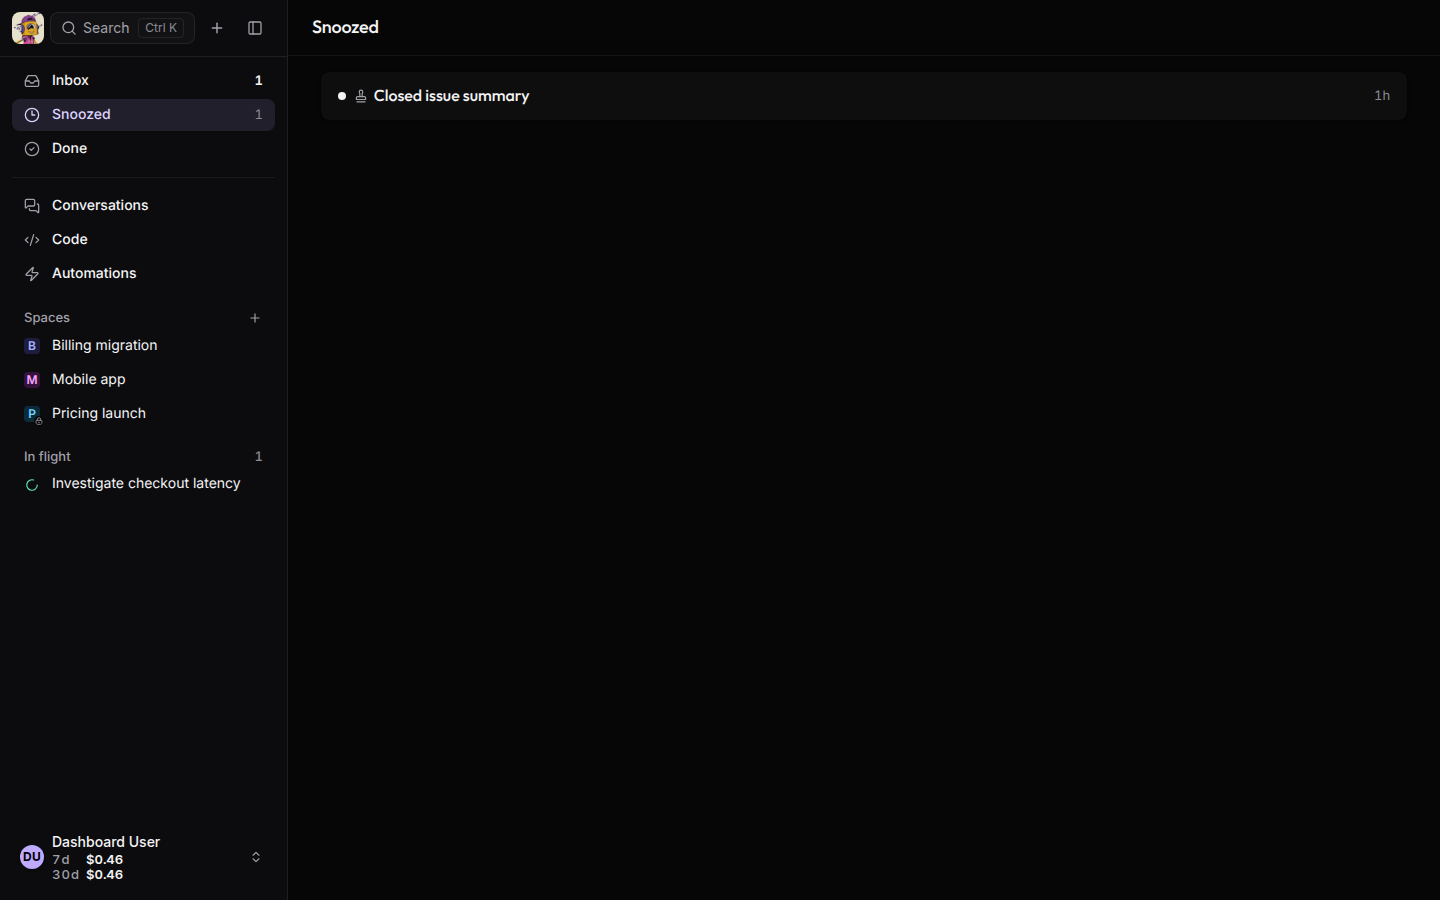 Search Ctrl K
Inbox 1
Snoozed 1
Done
Conversations
Code
Automations
Spaces
B Billing migration
M Mobile app
P Pricing launch
In flight 1
Investigate checkout latency
DU Dashboard User
7d $0.46
30d $0.46
Snoozed
Closed issue summary 1h